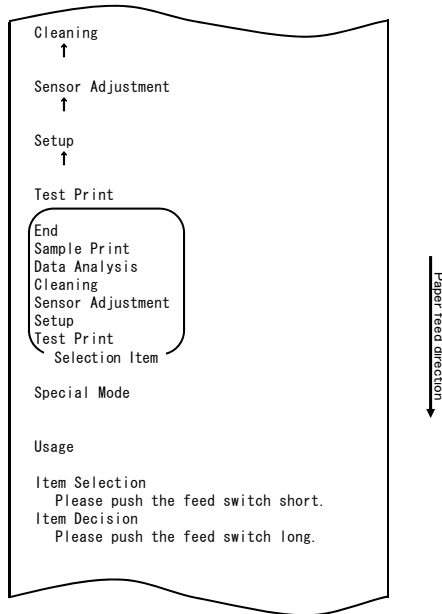 Cleaning
↑
Sensor Adjustment
↑
Setup
↑
Test Print
End
Sample Print
Data Analysis
Cleaning
Sensor Adjustment
Setup
Test Print
Selection Item
Special Mode
Usage
Item Selection
Please push the feed switch short.
Item Decision
Please push the feed switch long.
Paper feed direction